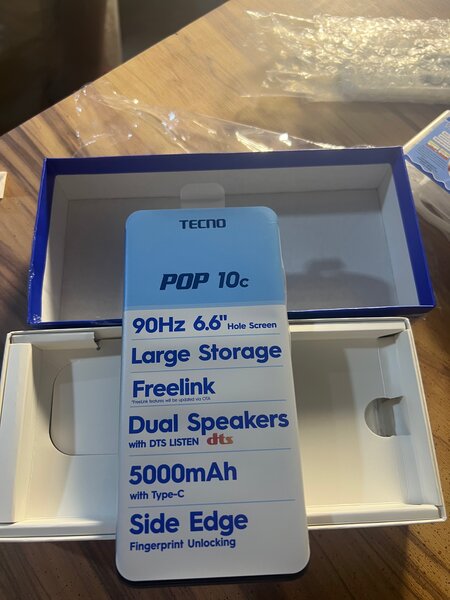 TECNO
POP 10c
90Hz 6.6" Hole Screen
Large Storage
Freelink
*FreeLink features will be updated via OTA
Dual Speakers
with DTS LISTEN dts
5000mAh
with Type-C
Side Edge
Fingerprint Unlocking